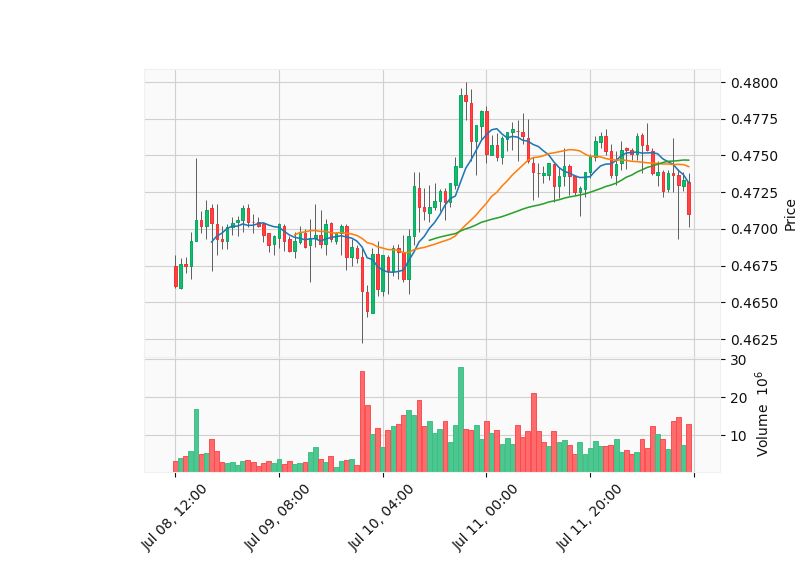 0.4800
0.4775
0.4750
0.4725
0.4700
0.4675
0.4650
0.4625
Price
30
20
10
Volume 10^6
Jul 08, 12:00
Jul 09, 08:00
Jul 10, 04:00
Jul 11, 00:00
Jul 11, 20:00